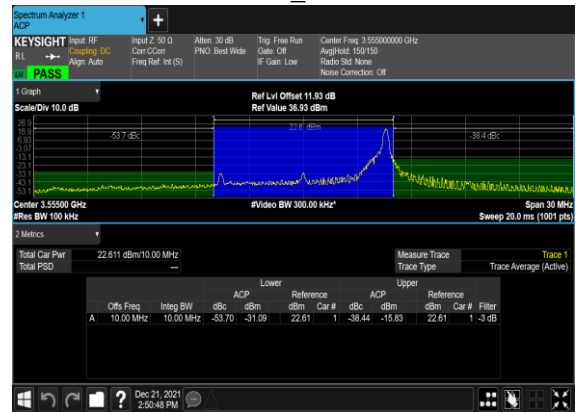 Spectrum Analyzer 1
ACP
KEYSIGHT Input: RF Input Z: 50 Ω Atten: 30 dB Trig: Free Run Center Freq: 3.555000000 GHz
RL Coupling: DC Corr CCorr PNO: Best Wide Gate: Off Avg|Hold: 150/150
Align: Auto Freq Ref: Int (S) IF Gain: Low Radio Std: None
PASS Noise Correction: Off
1 Graph Ref Lvl Offset 11.93 dB
Scale/Div 10.0 dB Ref Value 36.93 dBm
26.9
16.9
6.93
-3.07
-13.1
-23.1
-33.1
-43.1
-53.1
-53.7 dBc 22.6 dBm -38.4 dBc
Center 3.55500 GHz #Video BW 300.00 kHz* Span 30 MHz
#Res BW 100 kHz Sweep 20.0 ms (1001 pts)
2 Metrics
Total Car Pwr 22.611 dBm/10.00 MHz Measure Trace Trace 1
Total PSD --- Trace Type Trace Average (Active)
Lower Upper
ACP Reference ACP Reference
Offs Freq Integ BW dBc dBm dBm Car # dBc dBm dBm Car # Filter
A 10.00 MHz 10.00 MHz -53.70 -31.09 22.61 1 -38.44 -15.83 22.61 1 -3 dB
? Dec 21, 2021
2:50:48 PM